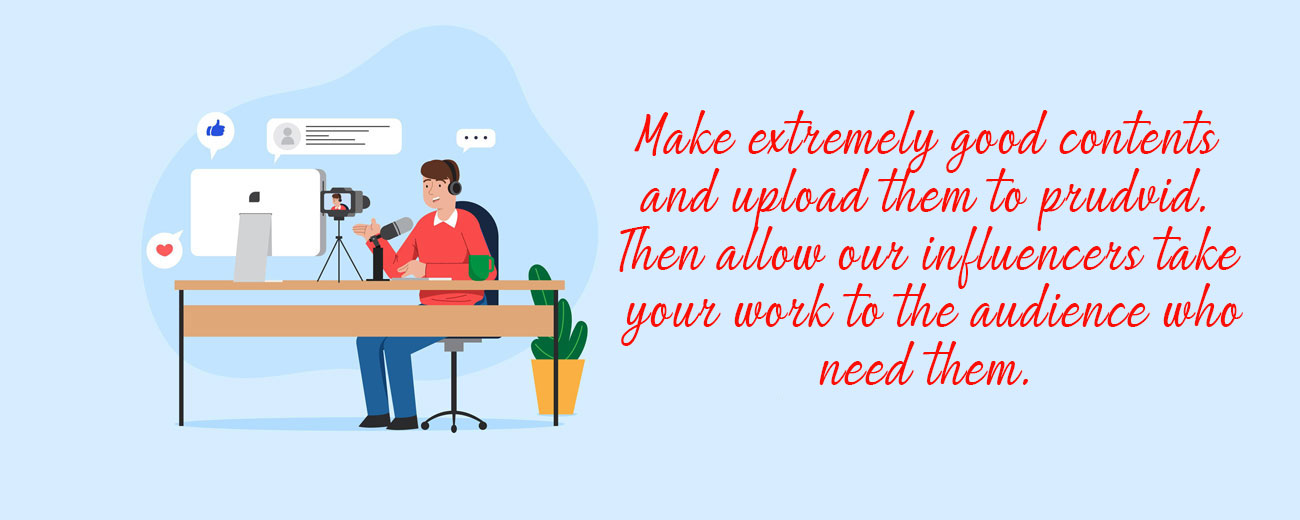 Make extremely good contents
and upload them to prudvid.
Then allow our influencers take
your work to the audience who
need them.